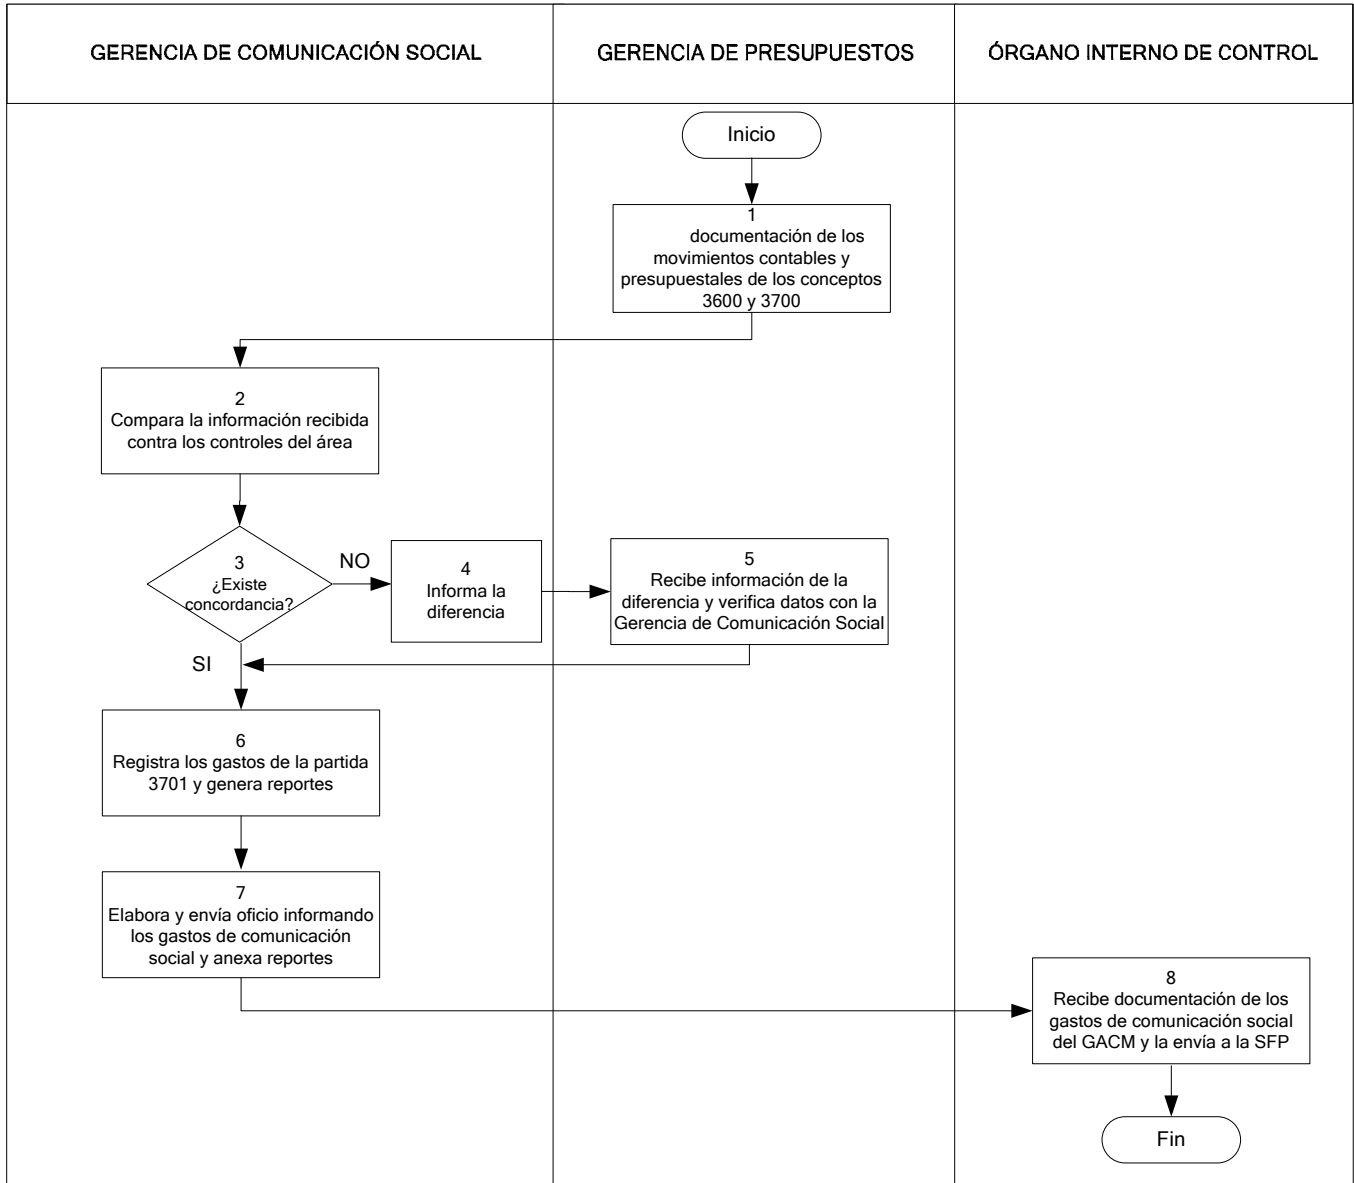 GERENCIA DE COMUNICACIÓN SOCIAL
GERENCIA DE PRESUPUESTOS
ÓRGANO INTERNO DE CONTROL
Inicio
1
documentación de los
movimientos contables y
presupuestales de los conceptos
3600 y 3700
2
Compara la información recibida
contra los controles del área
3
¿Existe
concordancia?
NO
4
Informa la
diferencia
5
Recibe información de la
diferencia y verifica datos con la
Gerencia de Comunicación Social
SI
6
Registra los gastos de la partida
3701 y genera reportes
7
Elabora y envía oficio informando
los gastos de comunicación
social y anexa reportes
8
Recibe documentación de los
gastos de comunicación social
del GACM y la envía a la SFP
Fin